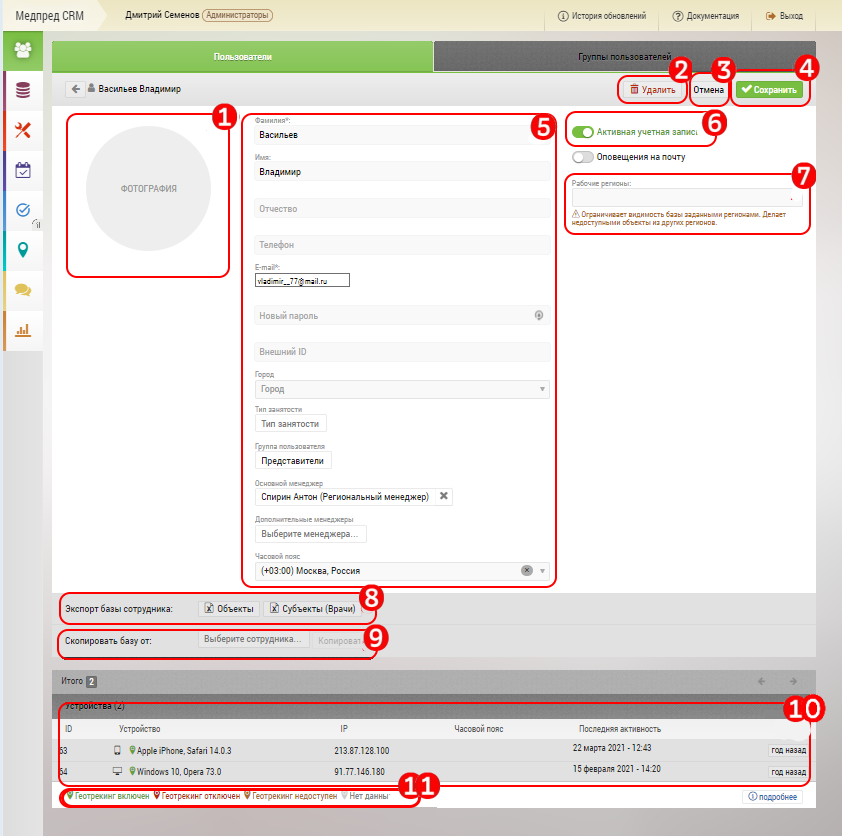 Медпред CRM Дмитрий Семенов Администраторы История обновлений Документация Выход
Пользователи Группы пользователей
Васильев Владимир 2 Удалить 3 Отмена 4 Сохранить
1
ФОТОГРАФИЯ
5
Фамилия*:
Васильев
Имя:
Владимир
Отчество
Телефон
E-mail*:
vladimir__77@mail.ru
Новый пароль
Внешний ID
Город
Город
Тип занятости
Тип занятости
Группа пользователя
Представители
Основной менеджер
Спирин Антон (Региональный менеджер)
Дополнительные менеджеры
Выберите менеджера...
Часовой пояс
(+03:00) Москва, Россия
6
Активная учетная запись
Оповещения на почту
7
Рабочие регионы:
Ограничивает видимость базы заданными регионами. Делает
недоступными объекты из других регионов.
8
Экспорт базы сотрудника: Объекты Субъекты (Врачи)
9
Скопировать базу от: Выберите сотрудника... Копироват
Итого 2
Устройства (2) 10
ID Устройство IP Часовой пояс Последняя активность
63 Apple iPhone, Safari 14.0.3 213.87.128.100 22 марта 2021 - 12:43 год назад
64 Windows 10, Opera 73.0 91.77.146.180 15 февраля 2021 - 14:20 год назад
11
Геотрекинг включен Геотрекинг отключен Геотрекинг недоступен Нет данны подробнее